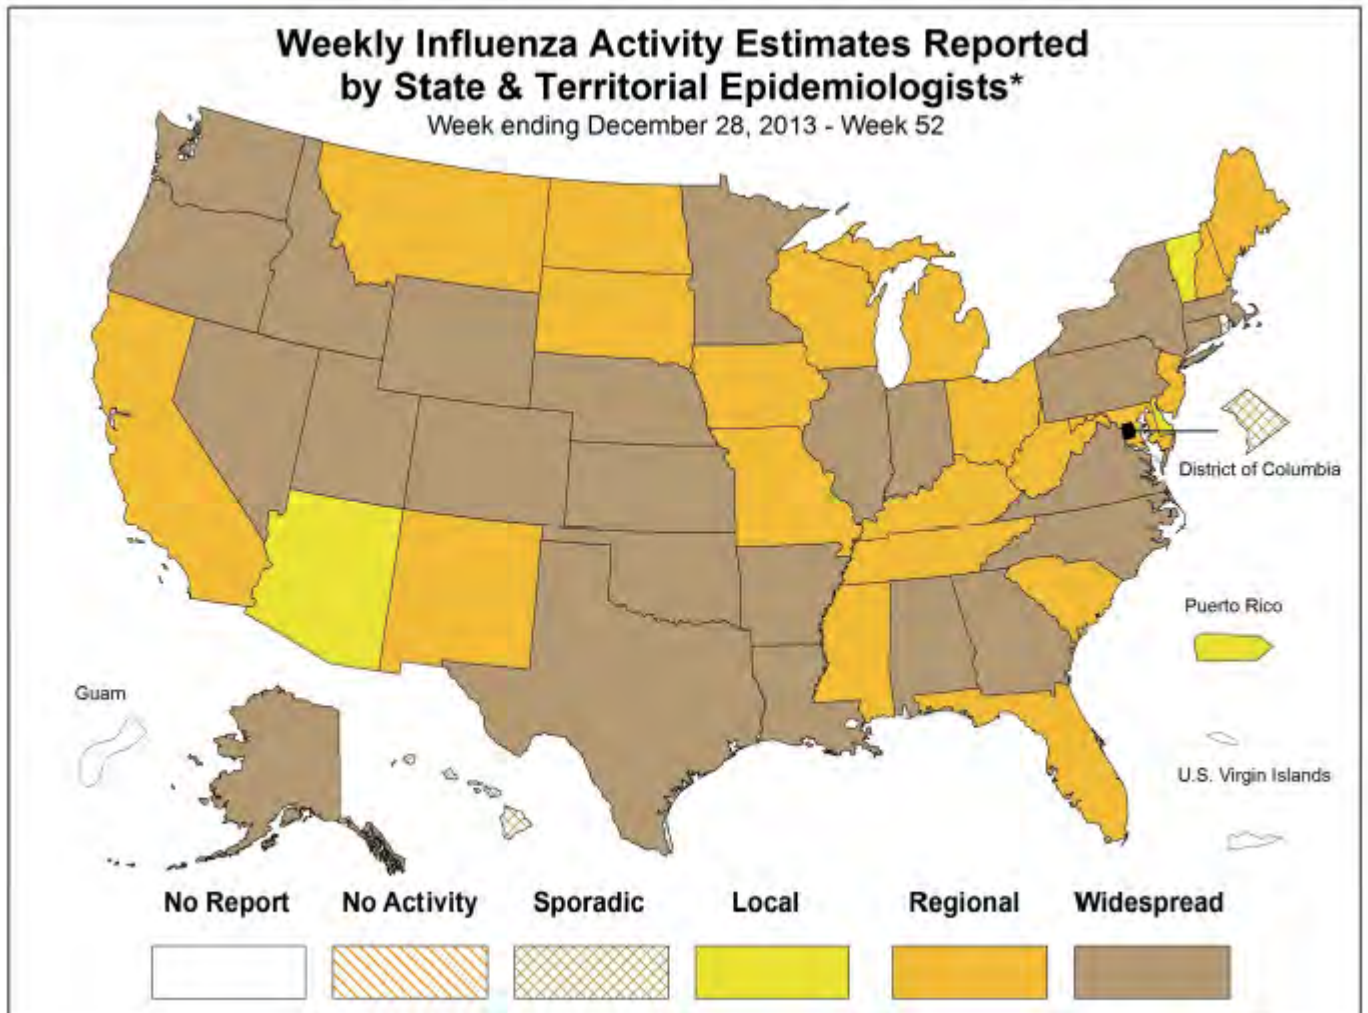 Weekly Influenza Activity Estimates Reported
by State & Territorial Epidemiologists*
Week ending December 28, 2013 - Week 52
District of Columbia
Puerto Rico
Guam
U.S. Virgin Islands
No Report No Activity Sporadic Local Regional Widespread